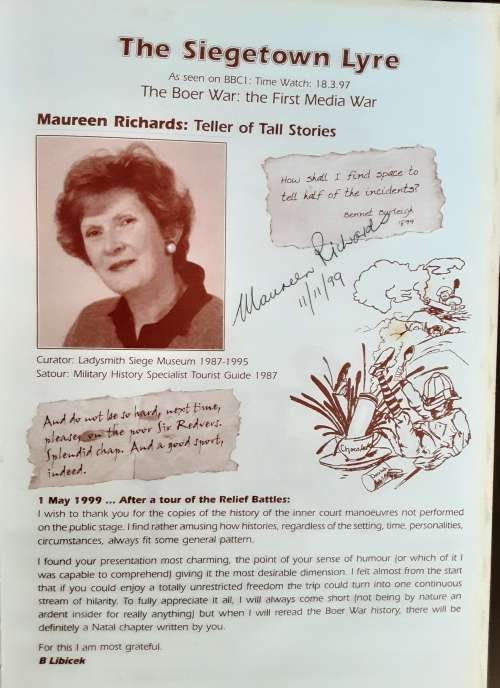 The Siegetown Lyre
As seen on BBC1: Time Watch: 18.3.97
The Boer War: the First Media War
Maureen Richards: Teller of Tall Stories
How shall I find space to
tell half of the incidents?
Bennet Burleigh
1899
Maureen Richards
11/11/99
Curator: Ladysmith Siege Museum 1987-1995
Satour: Military History Specialist Tourist Guide 1987
Chocolate
And do not be so hard, next time,
please, on the poor Sir Redvers.
Splendid chap. And a good sport,
indeed.
1 May 1999 ... After a tour of the Relief Battles:
I wish to thank you for the copies of the history of the inner court manoeuvres not performed
on the public stage. I find rather amusing how histories, regardless of the setting, time, personalities,
circumstances, always fit some general pattern.
I found your presentation most charming, the point of your sense of humour (or which of it I
was capable to comprehend) giving it the most desirable dimension. I felt almost from the start
that if you could enjoy a totally unrestricted freedom the trip could turn into one continuous
stream of hilarity. To fully appreciate it all, I will always come short (not being by nature an
ardent insider for really anything) but when I will reread the Boer War history, there will be
definitely a Natal chapter written by you.
For this I am most grateful.
B Libicek